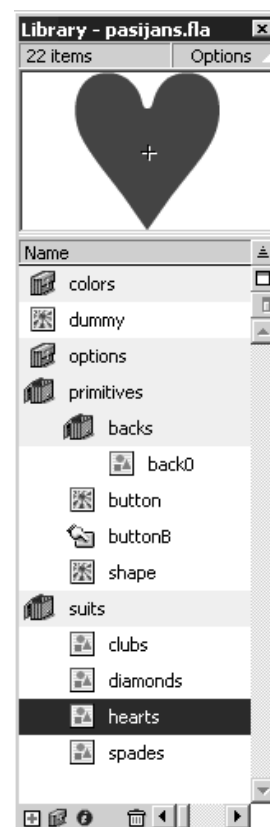 Library - pasijans.fla
22 items Options
Name
colors
dummy
options
primitives
backs
back0
button
buttonB
shape
suits
clubs
diamonds
hearts
spades